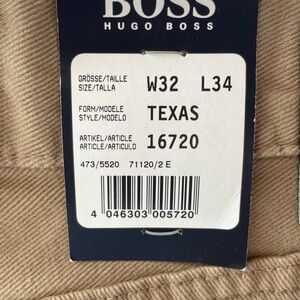 BOSS
HUGO BOSS
GRÖSSE/TAILLE
SIZE/TALLA
W32 L34
FORM/MODELE
STYLE/MODELO
TEXAS
ARTIKEL/ARTICLE
ARTICLE/ARTICULO
16720
473/5520 71120/2 E
4 046303 005720